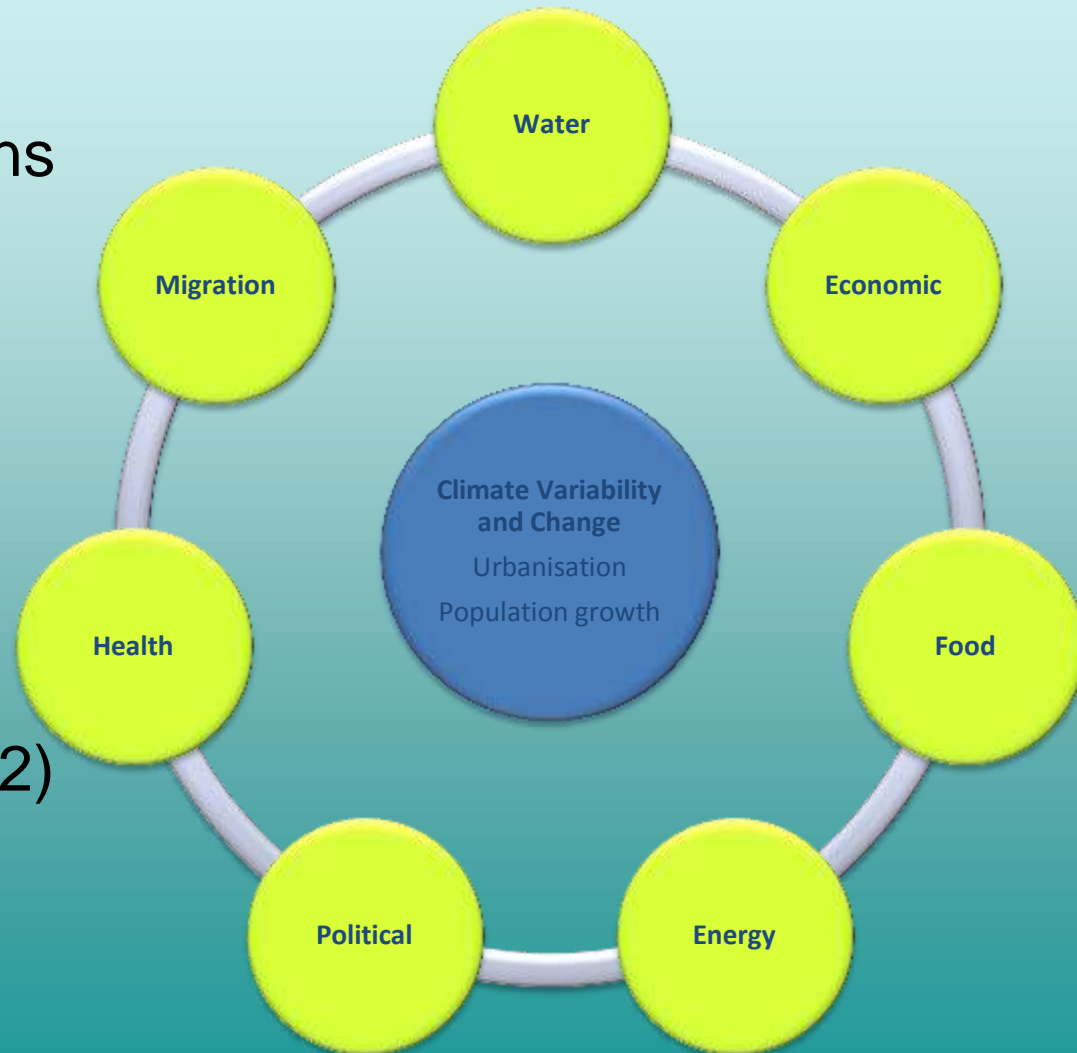 ns
2)
Water
Economic
Food
Energy
Political
Health
Migration
Climate Variability
and Change
Urbanisation
Population growth